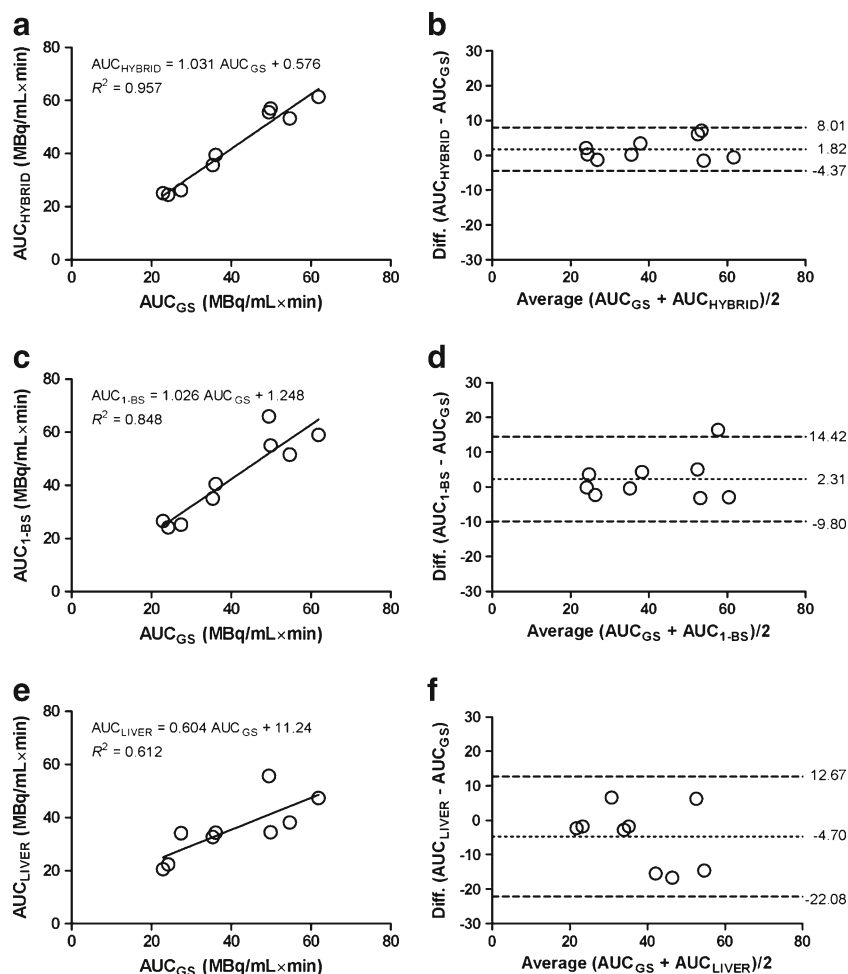 a
AUC_HYBRID (MBq/mL×min)
80
60
40
20
0
AUC_HYBRID = 1.031 AUC_GS + 0.576
R² = 0.957
0 20 40 60 80
AUC_GS (MBq/mL×min)
b
Diff. (AUC_HYBRID - AUC_GS)
30
20
10
0
-10
-20
-30
8.01
1.82
-4.37
0 20 40 60 80
Average (AUC_GS + AUC_HYBRID)/2
c
AUC_1-BS (MBq/mL×min)
80
60
40
20
0
AUC_1-BS = 1.026 AUC_GS + 1.248
R² = 0.848
0 20 40 60 80
AUC_GS (MBq/mL×min)
d
Diff. (AUC_1-BS - AUC_GS)
30
20
10
0
-10
-20
-30
14.42
2.31
-9.80
0 20 40 60 80
Average (AUC_GS + AUC_1-BS)/2
e
AUC_LIVER (MBq/mL×min)
80
60
40
20
0
AUC_LIVER = 0.604 AUC_GS + 11.24
R² = 0.612
0 20 40 60 80
AUC_GS (MBq/mL×min)
f
Diff. (AUC_LIVER - AUC_GS)
30
20
10
0
-10
-20
-30
12.67
-4.70
-22.08
0 20 40 60 80
Average (AUC_GS + AUC_LIVER)/2